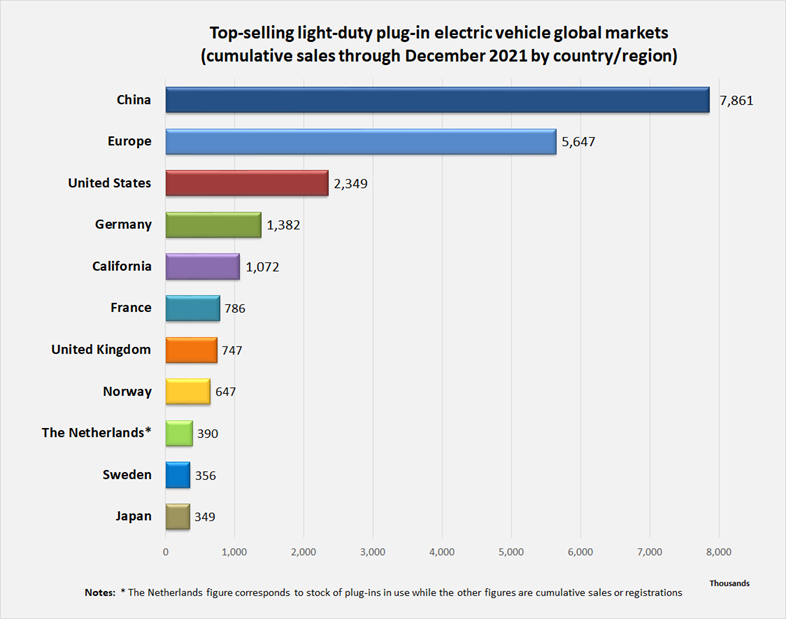 Top-selling light-duty plug-in electric vehicle global markets
(cumulative sales through December 2021 by country/region)
China 7,861
Europe 5,647
United States 2,349
Germany 1,382
California 1,072
France 786
United Kingdom 747
Norway 647
The Netherlands* 390
Sweden 356
Japan 349
0 1,000 2,000 3,000 4,000 5,000 6,000 7,000 8,000
Thousands
Notes: * The Netherlands figure corresponds to stock of plug-ins in use while the other figures are cumulative sales or registrations